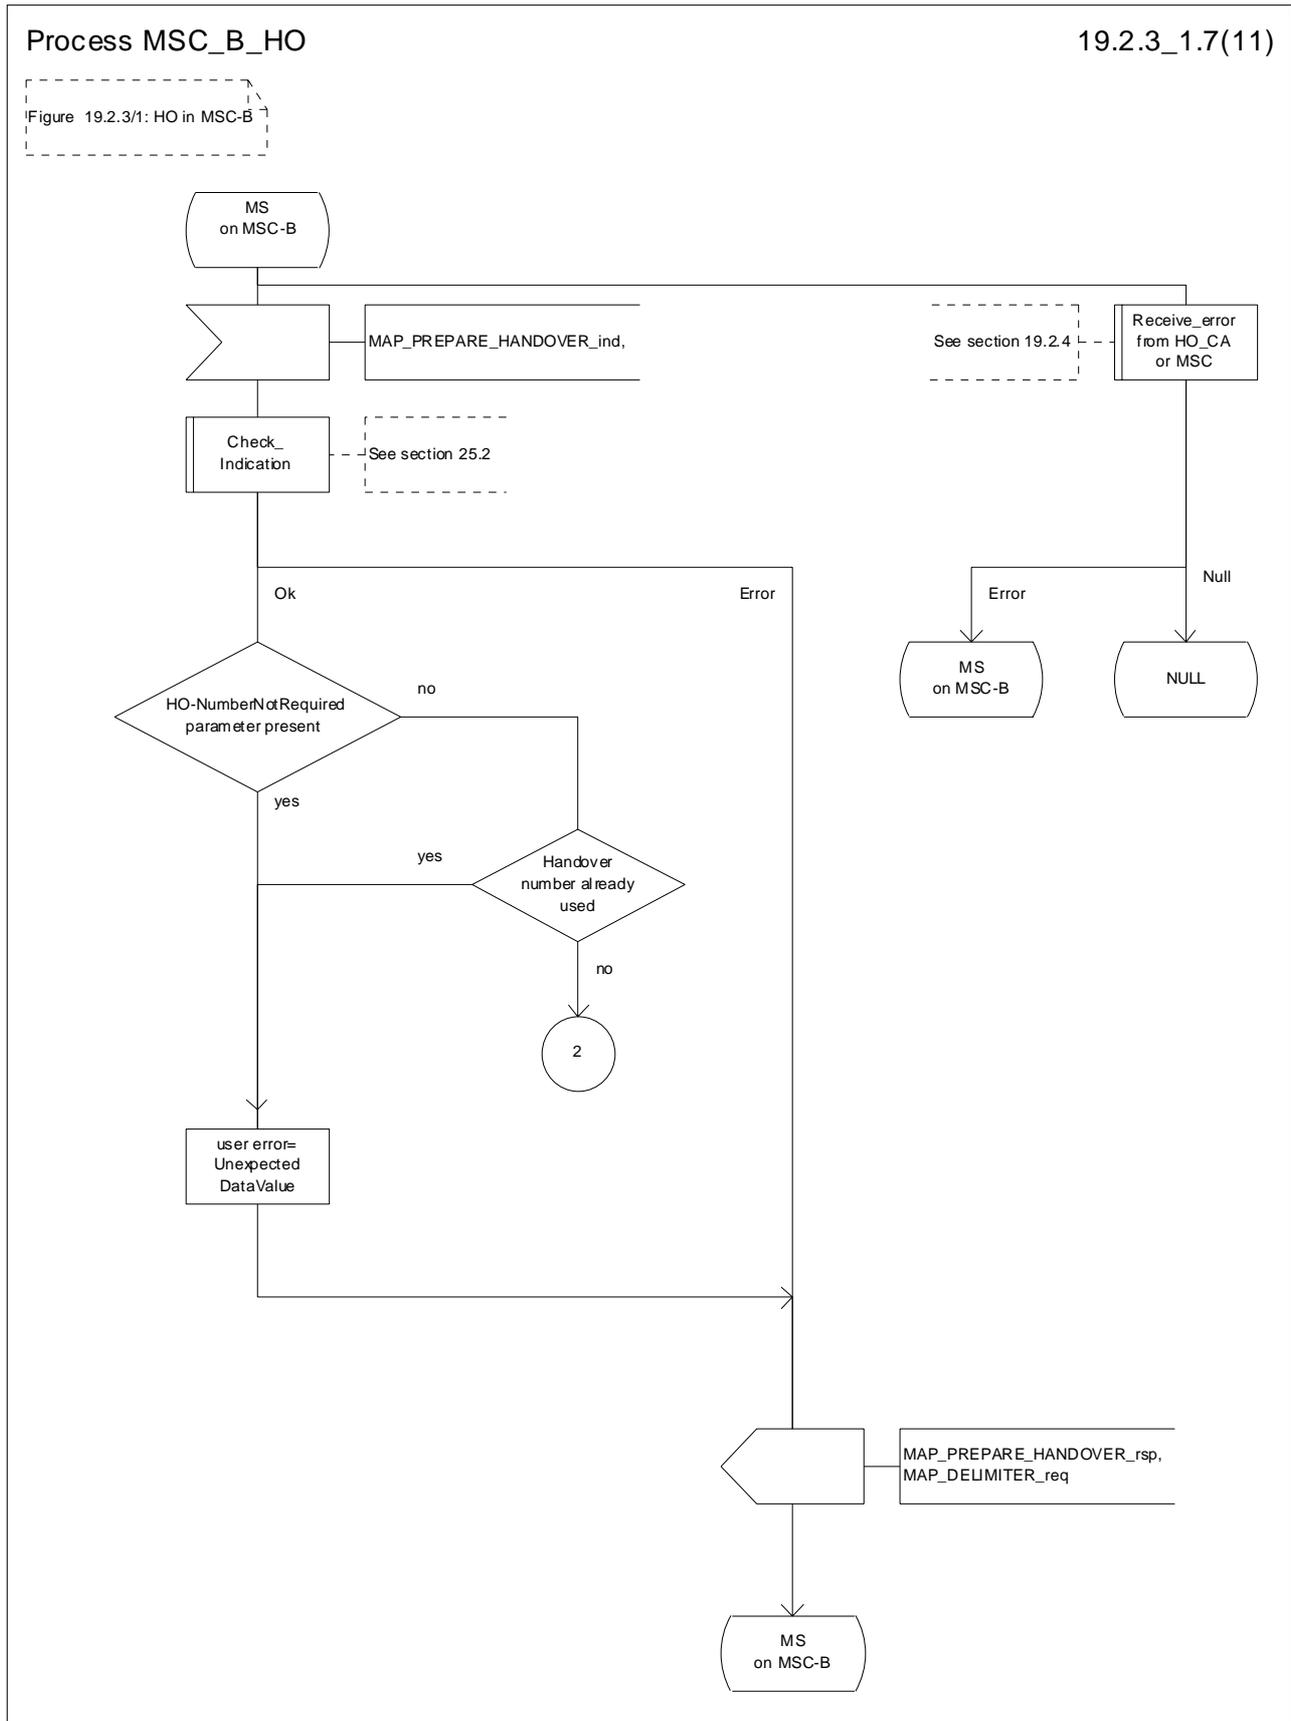 Process MSC_B_HO
19.2.3_1.7(11)
Figure 19.2.3/1: HO in MSC-B
MS
on MSC-B
MAP_PREPARE_HANDOVER_ind,
See section 19.2.4
Receive_error
from HO_CA
or MSC
Check_
Indication
See section 25.2
Ok
Error
Error
Null
MS
on MSC-B
NULL
HO-NumberNotRequired
parameter present
no
yes
yes
Handover
number already
used
no
2
user error=
Unexpected
DataValue
MAP_PREPARE_HANDOVER_rsp,
MAP_DELIMITER_req
MS
on MSC-B